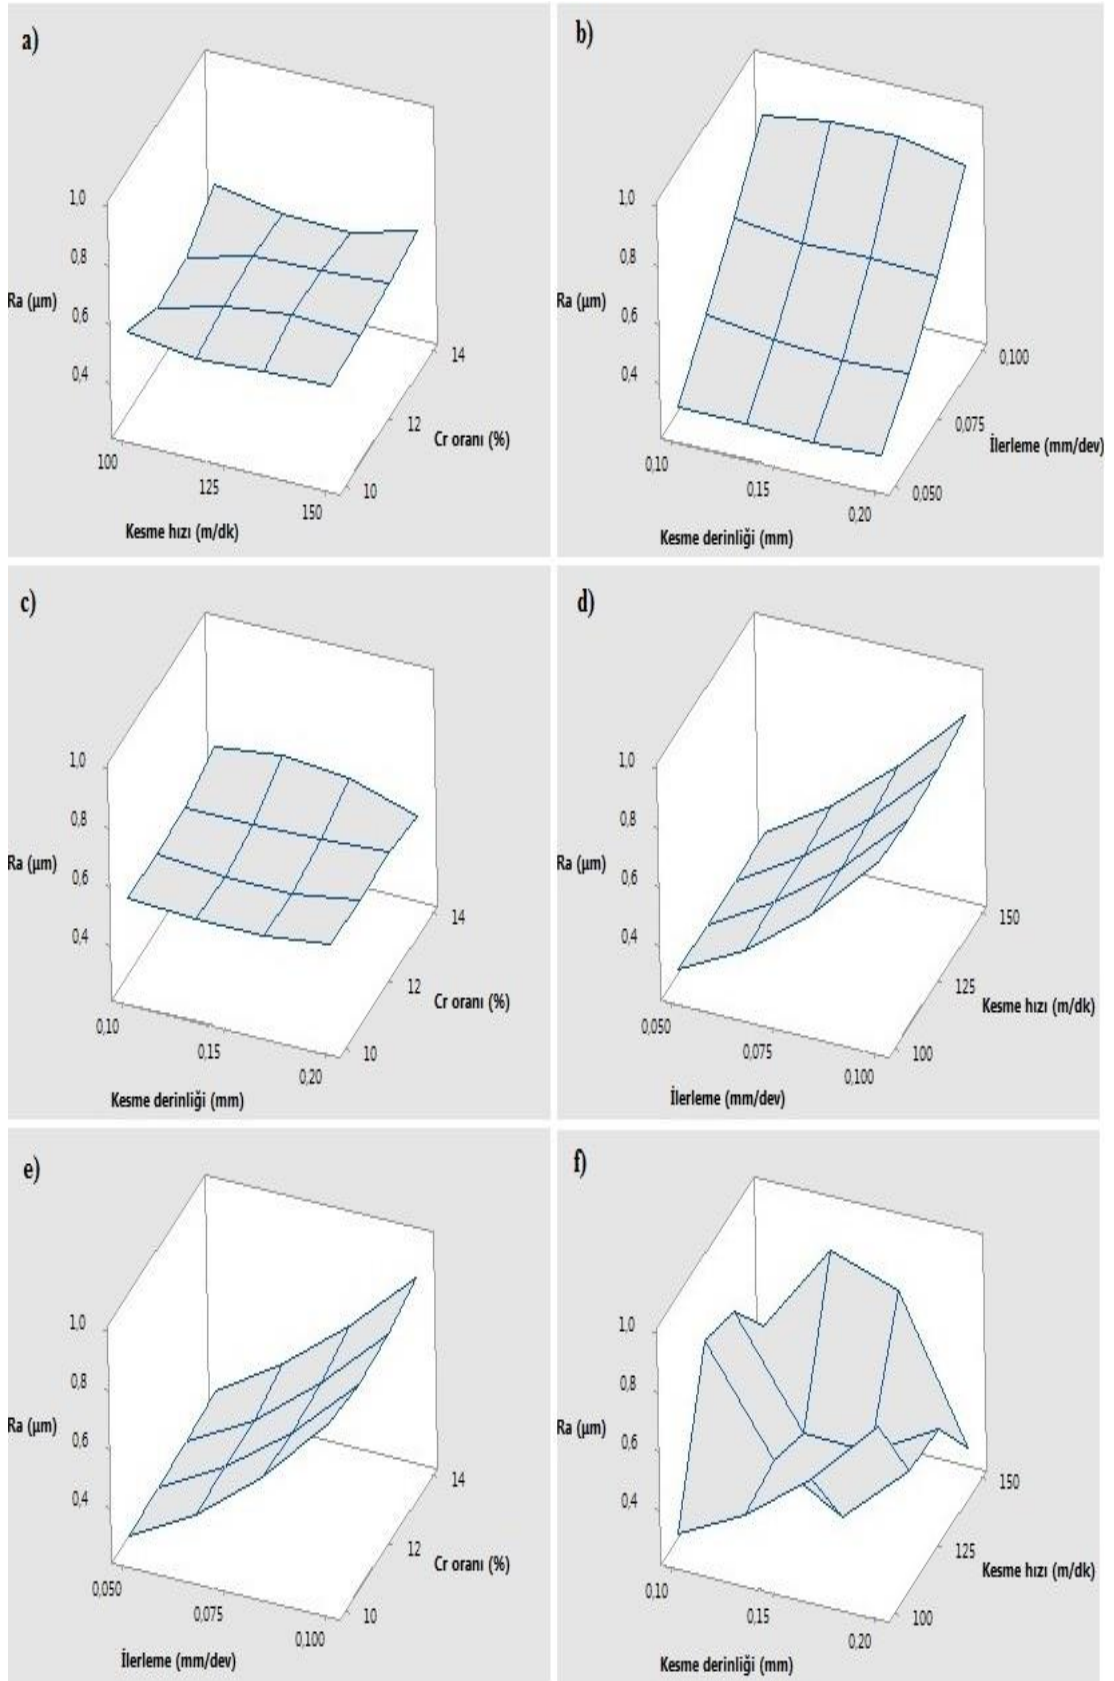 a)
1.0
0.8
Ra (μm)
0.6
0,4
100
125
150
10
12
14
Kesme hızı (m/dk)
Cr oranı (%)
b)
1.0
0.8
Ra (μm)
0.6
0,4
0,10
0,15
0,20
0,050
0,075
0,100
Kesme derinliği (mm)
İlerleme (mm/dev)
c)
1.0
0.8
Ra (μm)
0.6
0,4
0,10
0,15
0,20
10
12
14
Kesme derinliği (mm)
Cr oranı (%)
d)
1.0
0.8
Ra (μm)
0.6
0,4
0,050
0,075
0,100
100
125
150
İlerleme (mm/dev)
Kesme hızı (m/dk)
e)
1,0
0.8
Ra (μm)
0.6
0,4
0,050
0,075
0,100
10
12
14
İlerleme (mm/dev)
Cr oranı (%)
f)
1.0
0.8
Ra (μm)
0.6
0,4
0,10
0,15
0,20
100
125
150
Kesme derinliği (mm)
Kesme hızı (m/dk)